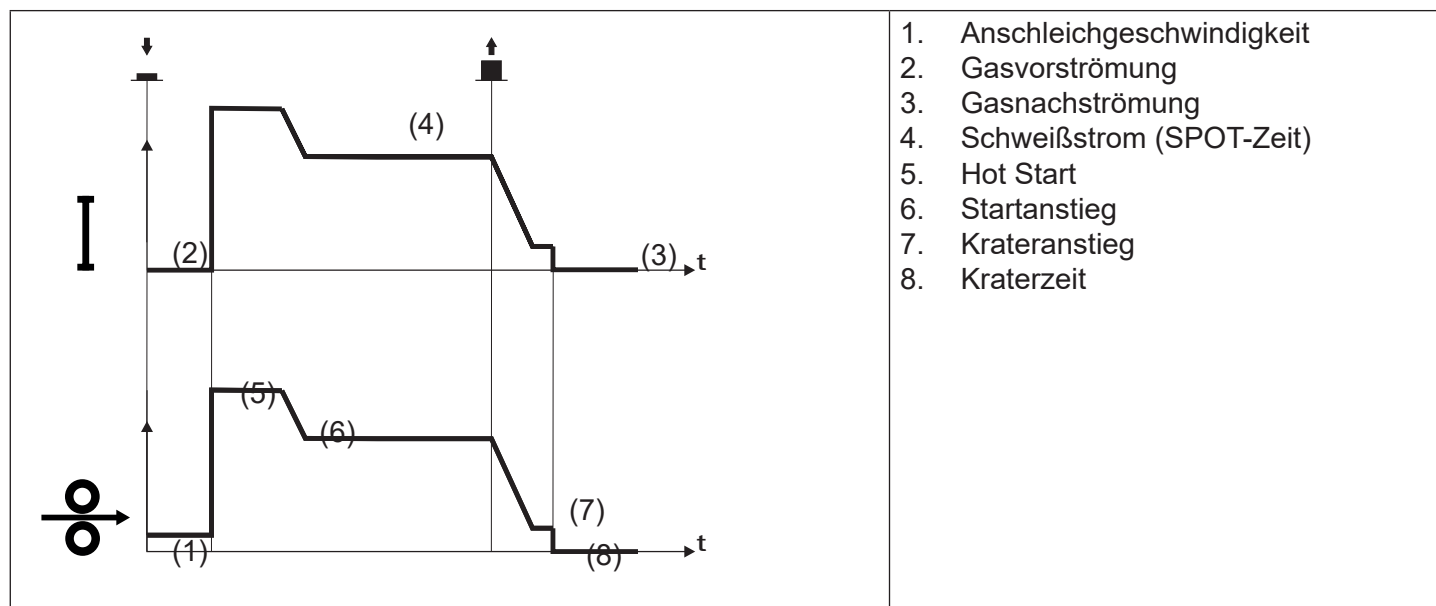 (4)
(2)
(3)
t
I
(5)
(6)
(7)
(1)
(8)
t
1. Anschleichgeschwindigkeit
2. Gasvorströmung
3. Gasnachströmung
4. Schweißstrom (SPOT-Zeit)
5. Hot Start
6. Startanstieg
7. Krateranstieg
8. Kraterzeit